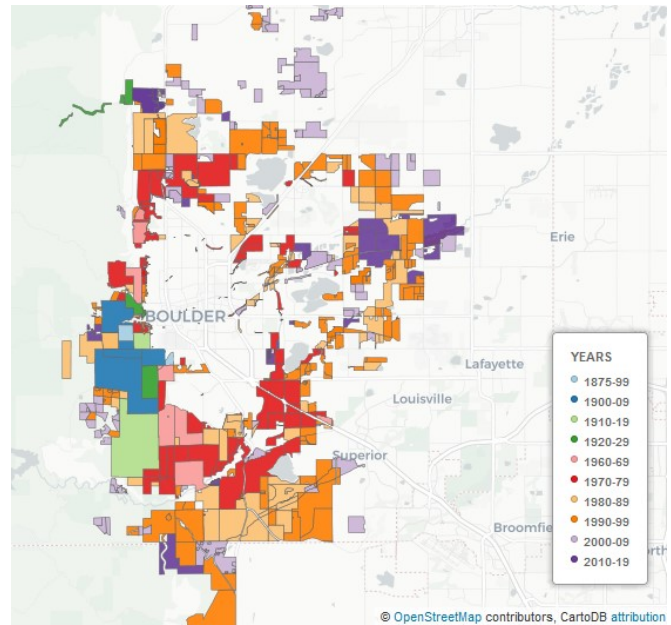 Erie
BOULDER
Lafayette
Louisville
Superior
YEARS
1875-99
1900-09
1910-19
1920-29
1960-69
1970-79
1980-89
1990-99
2000-09
2010-19
Broomfie
© OpenStreetMap contributors, CartoDB attribution